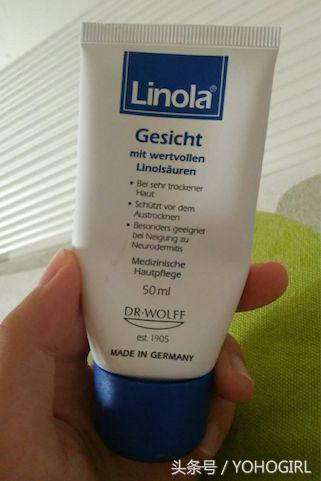 Linola®
Gesicht
mit wertvollen
Linolsäuren
• Bei sehr trockener
Haut
• Schützt vor dem
Austrocknen
• Besonders geeignet
bei Neigung zu
Neurodermitis
Medizinische
Hautpflege
50 ml
DR·WOLFF
est. 1905
MADE IN GERMANY
头条号 / YOHOGIRL